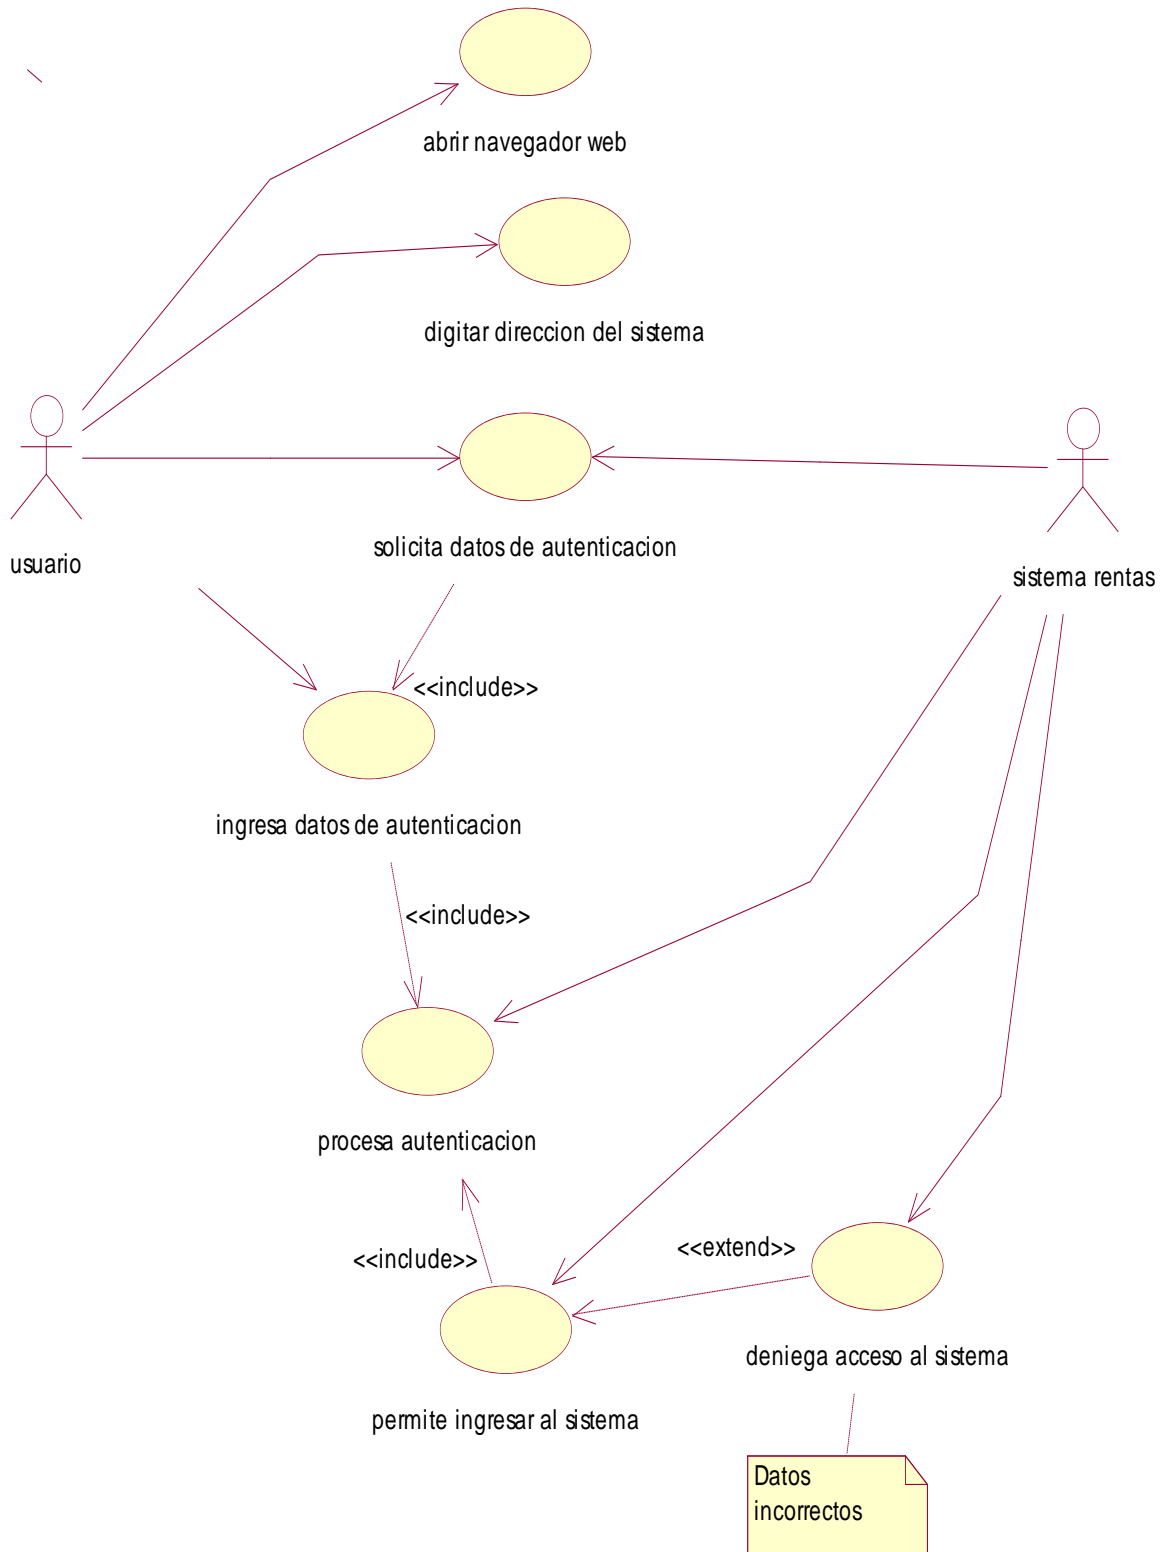 abrir navegador web
digitar direccion del sistema
usuario
solicita datos de autenticacion
sistema rentas
<<include>>
ingresa datos de autenticacion
<<include>>
procesa autenticacion
<<include>>
<<extend>>
deniega acceso al sistema
permite ingresar al sistema
Datos
incorrectos